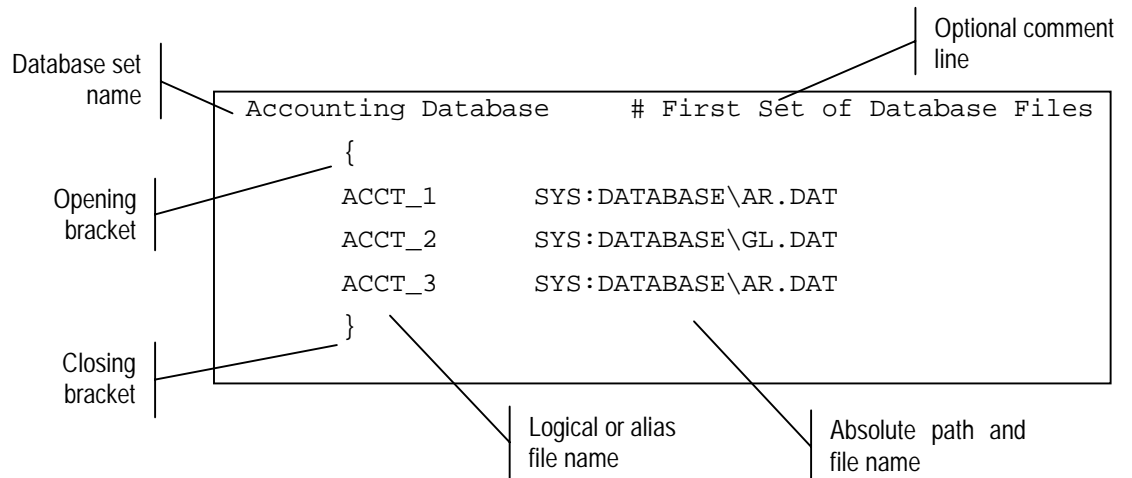 Optional comment
line
Database set
name
Accounting Database # First Set of Database Files
{
Opening
bracket
ACCT_1 SYS:DATABASE\AR.DAT
ACCT_2 SYS:DATABASE\GL.DAT
ACCT_3 SYS:DATABASE\AR.DAT
}
Closing
bracket
Logical or alias
file name
Absolute path and
file name